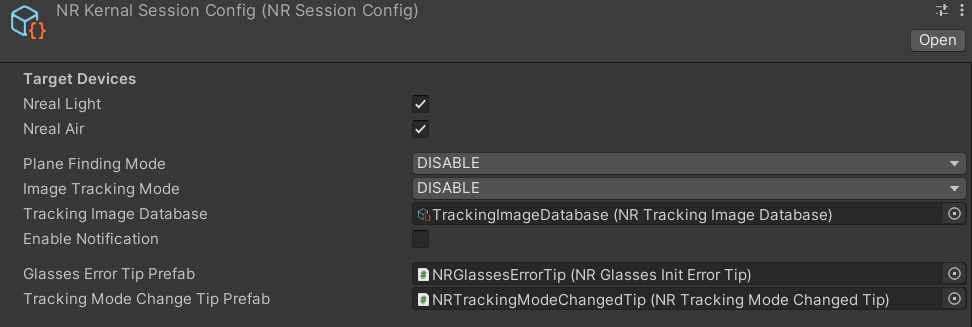 NR Kernal Session Config (NR Session Config)
Open
Target Devices
Nreal Light
Nreal Air
Plane Finding Mode DISABLE
Image Tracking Mode DISABLE
Tracking Image Database TrackingImageDatabase (NR Tracking Image Database)
Enable Notification
Glasses Error Tip Prefab NRGlassesErrorTip (NR Glasses Init Error Tip)
Tracking Mode Change Tip Prefab NRTrackingModeChangedTip (NR Tracking Mode Changed Tip)